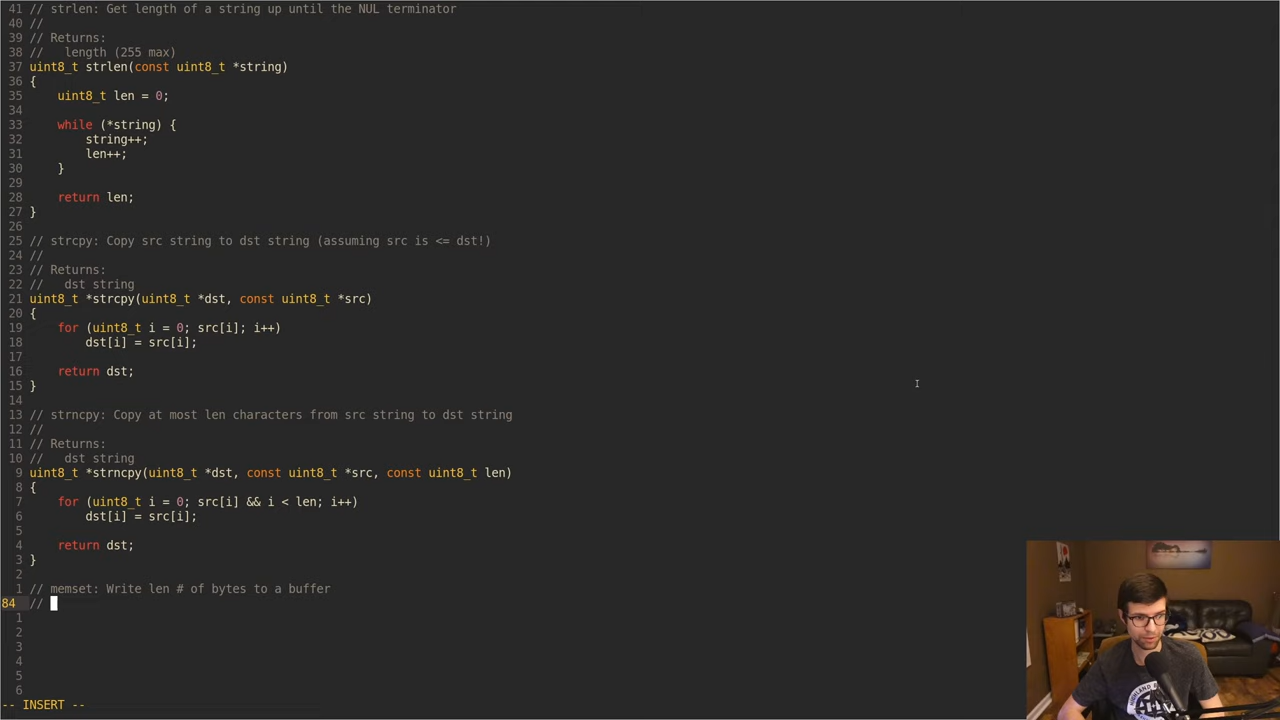 41 // strlen: Get length of a string up until the NUL terminator
40 //
39 // Returns:
38 //   length (255 max)
37 uint8_t strlen(const uint8_t *string)
36 {
35     uint8_t len = 0;
34
33     while (*string) {
32         string++;
31         len++;
30     }
29
28     return len;
27 }
26
25 // strcpy: Copy src string to dst string (assuming src is <= dst!)
24 //
23 // Returns:
22 //   dst string
21 uint8_t *strcpy(uint8_t *dst, const uint8_t *src)
20 {
19     for (uint8_t i = 0; src[i]; i++)
18         dst[i] = src[i];
17
16     return dst;
15 }
14
13 // strncpy: Copy at most len characters from src string to dst string
12 //
11 // Returns:
10 //   dst string
9 uint8_t *strncpy(uint8_t *dst, const uint8_t *src, const uint8_t len)
8 {
7     for (uint8_t i = 0; src[i] && i < len; i++)
6         dst[i] = src[i];
5
4     return dst;
3 }
2
1 // memset: Write len # of bytes to a buffer
84 //
1
2
3
4
5
6
-- INSERT --